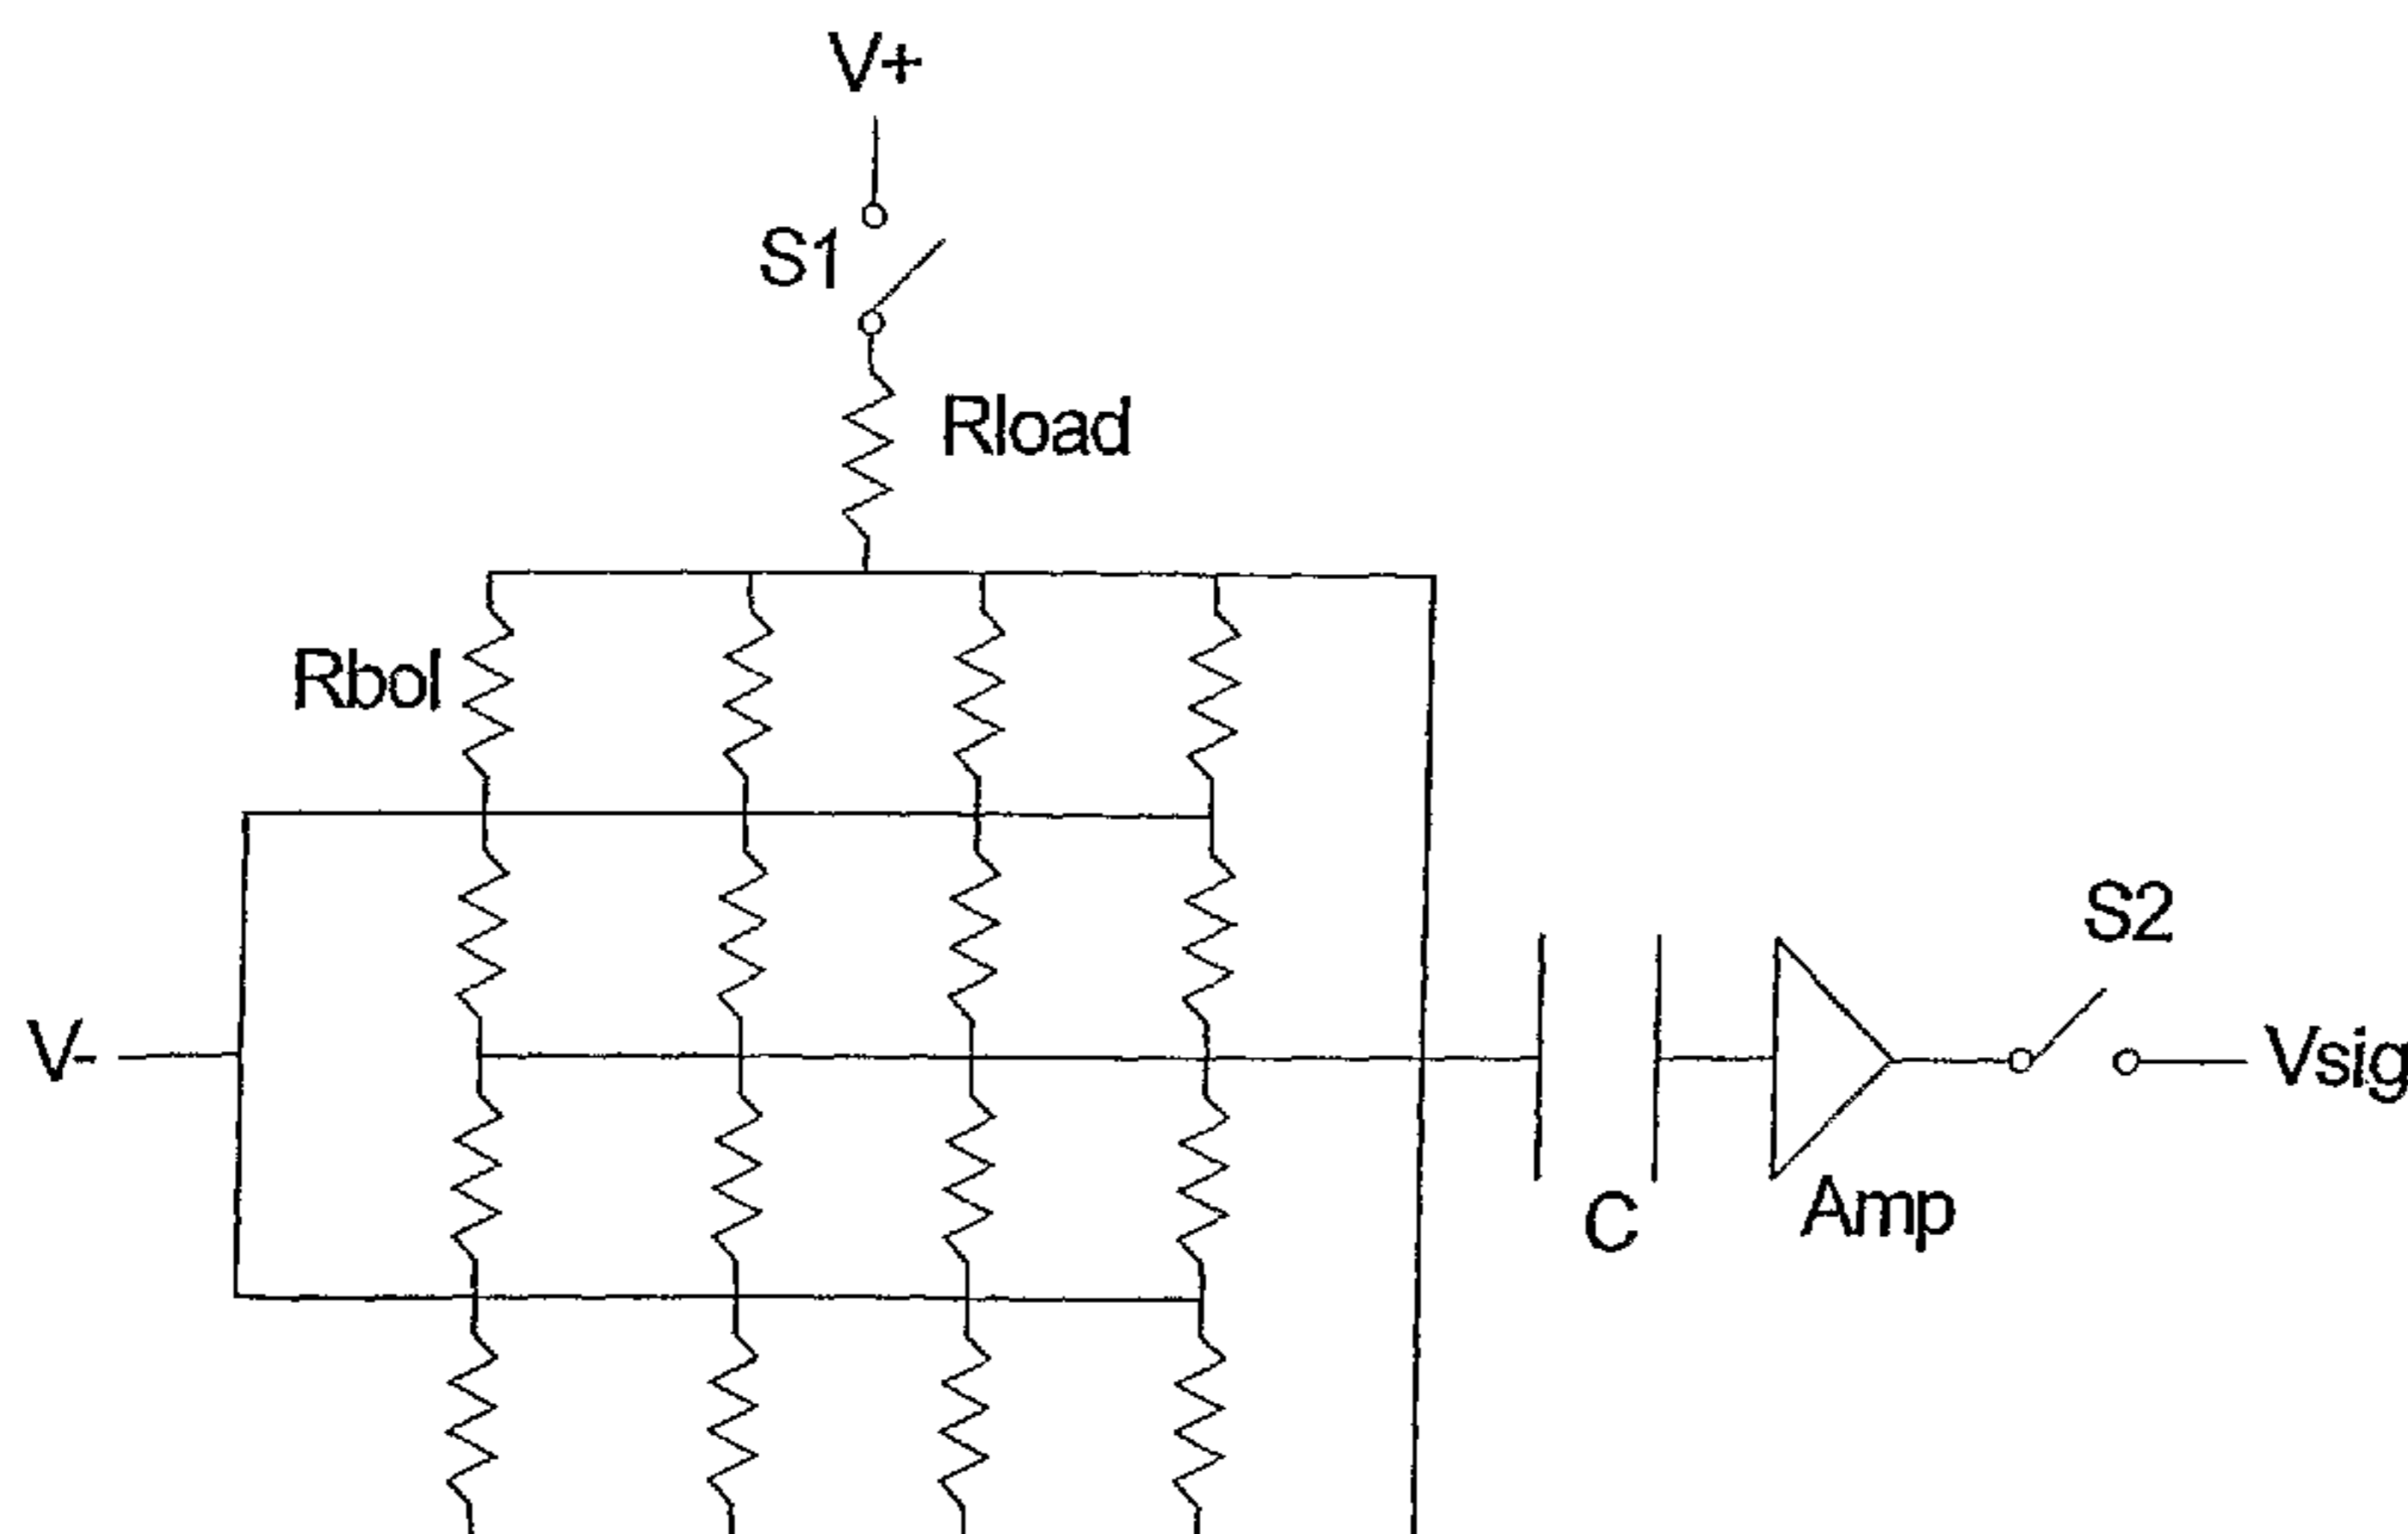 V+
S1
Rload
Rbol
S2
V-
Vsig
C
Amp